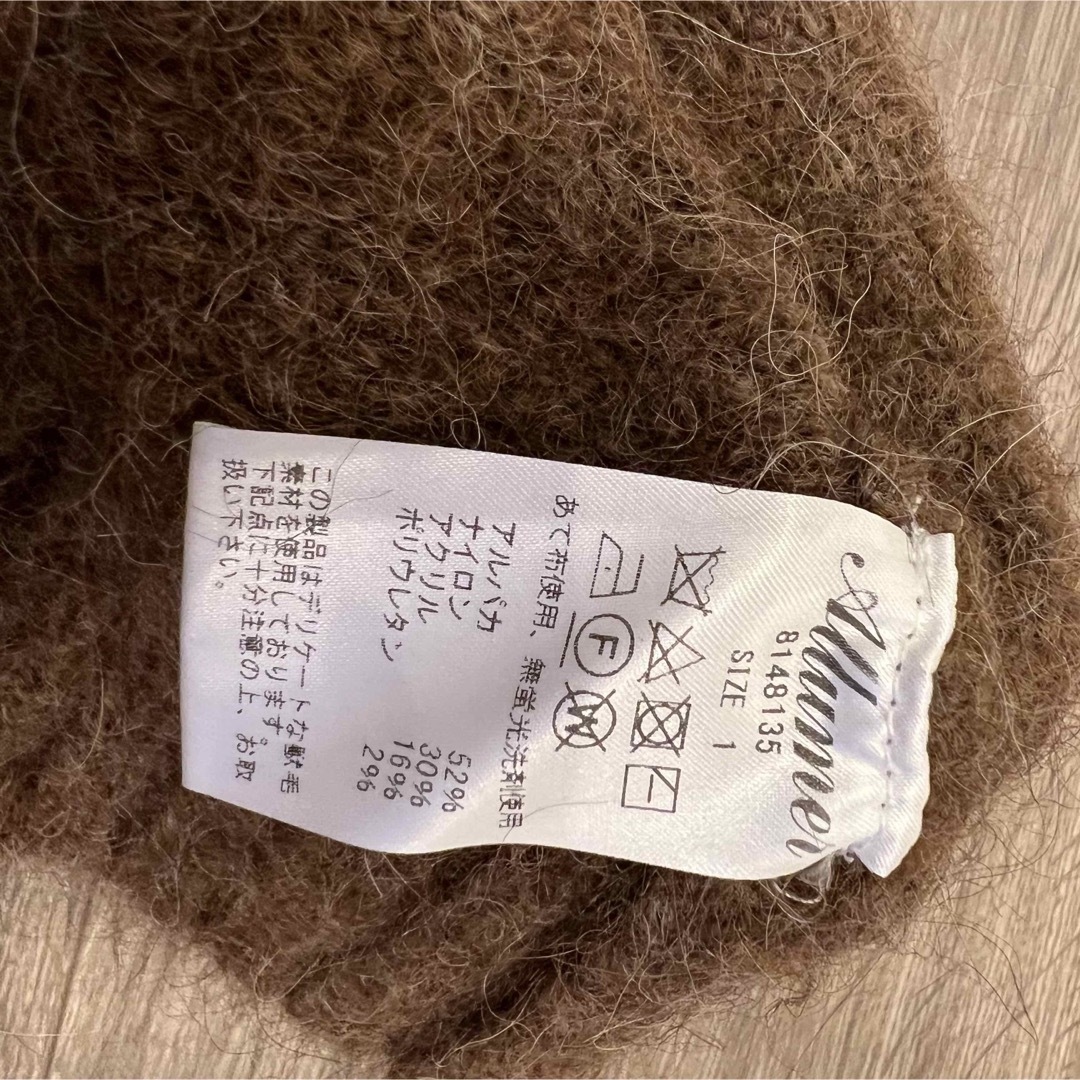 Allumer
8148135
SIZE 1
F
W
あて布使用、無蛍光洗剤使用
アルパカ 52%
ナイロン 30%
アクリル 16%
ポリウレタン 2%
この製品はデリケートな獣毛
素材を使用しております。
下記点に十分注意の上、お取
扱い下さい。